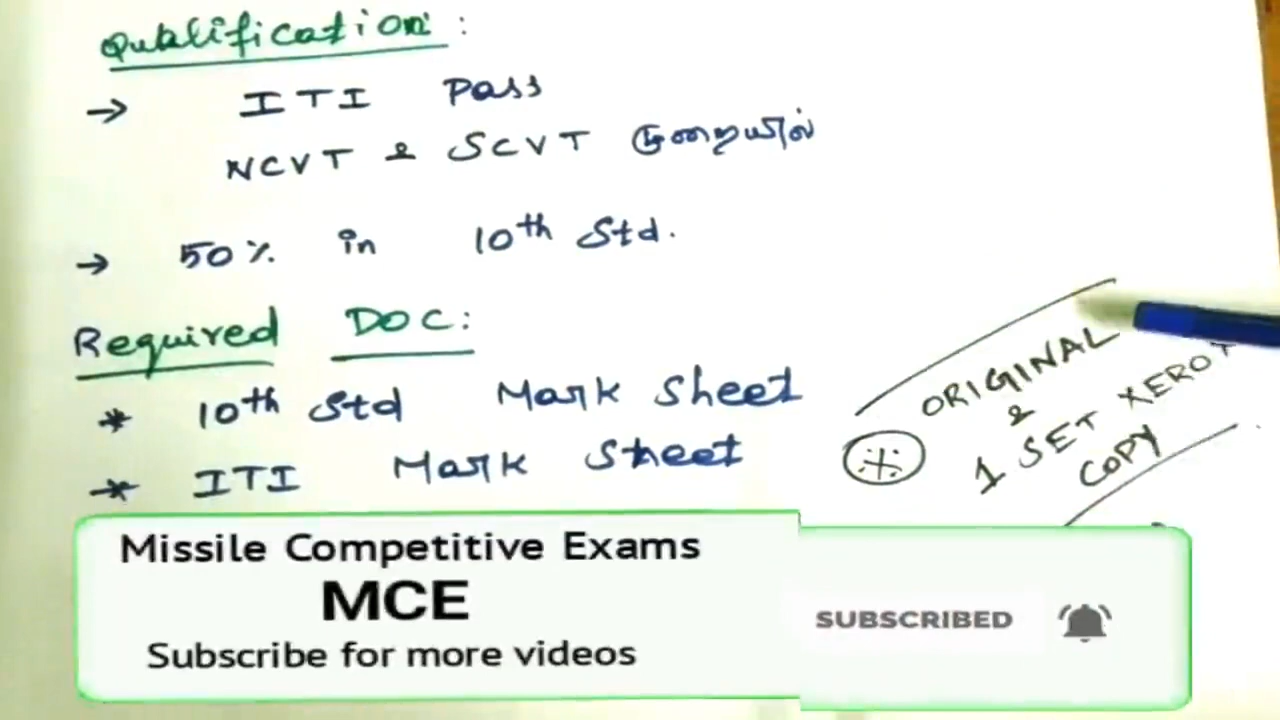 Qualification:
→ ITI Pass
NCVT & SCVT முறையில்
→ 50% in 10th Std.
Required DOC:
* 10th Std Mark Sheet
* ITI Mark Sheet
ORIGINAL
&
1 SET XEROX
COPY
Missile Competitive Exams
MCE
Subscribe for more videos
SUBSCRIBED